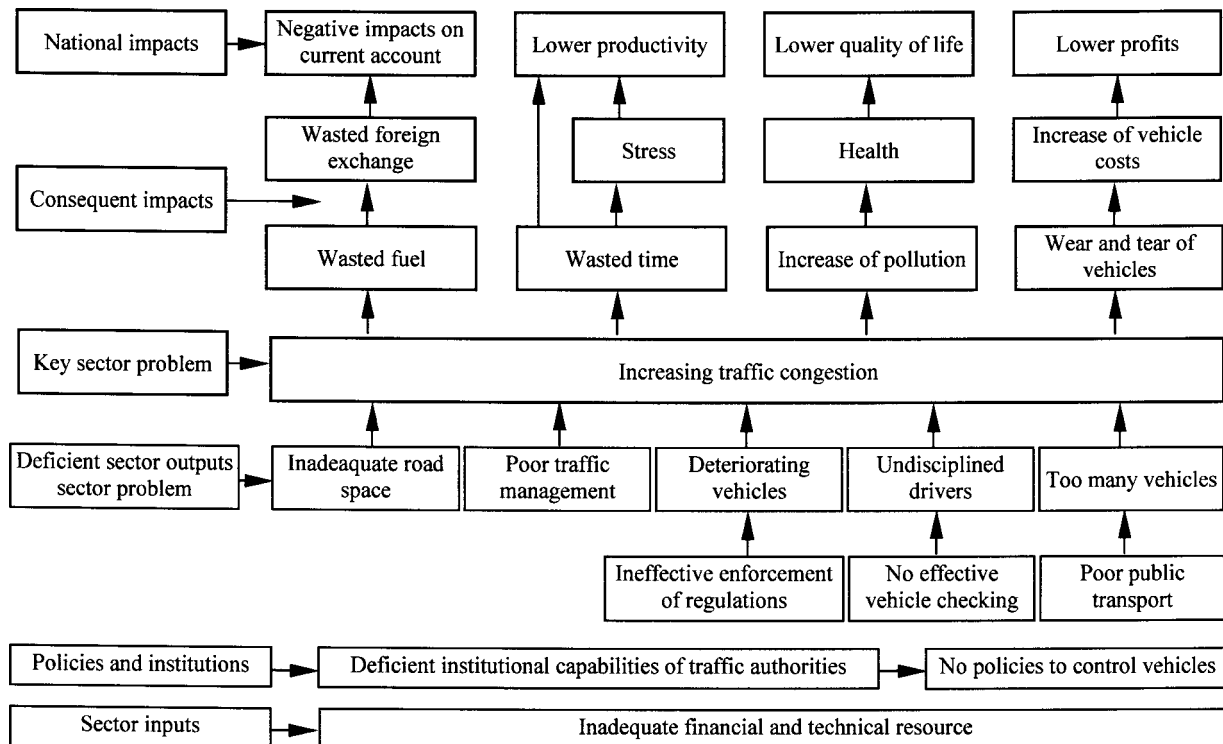 National impacts
Negative impacts on
current account
Lower productivity
Lower quality of life
Lower profits
Wasted foreign
exchange
Stress
Health
Increase of vehicle
costs
Consequent impacts
Wasted fuel
Wasted time
Increase of pollution
Wear and tear of
vehicles
Key sector problem
Increasing traffic congestion
Deficient sector outputs
sector problem
Inadeaquate road
space
Poor traffic
management
Deteriorating
vehicles
Undisciplined
drivers
Too many vehicles
Ineffective enforcement
of regulations
No effective
vehicle checking
Poor public
transport
Policies and institutions
Deficient institutional capabilities of traffic authorities
No policies to control vehicles
Sector inputs
Inadequate financial and technical resource